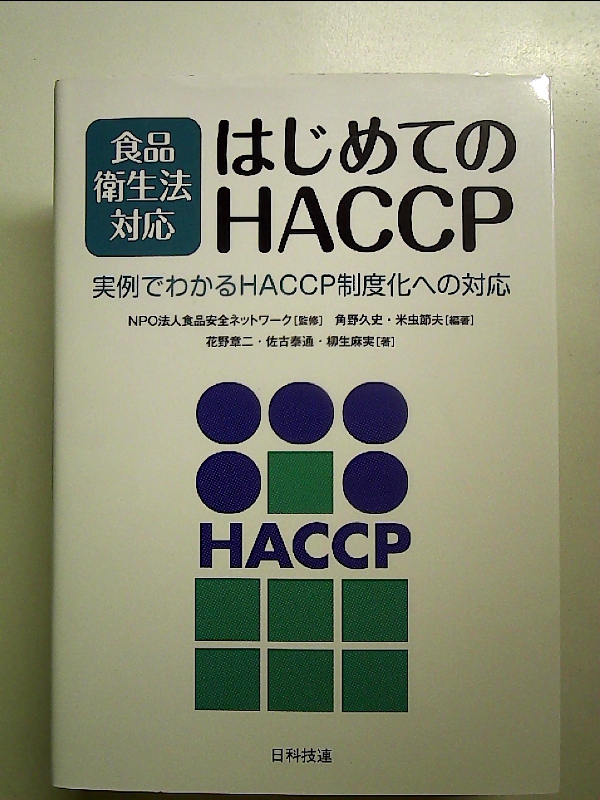 食品
衛生法
対応
はじめての
HACCP
実例でわかるHACCP制度化への対応
NPO法人食品安全ネットワーク[監修] 角野久史・米虫節夫[編著]
花野章二・佐古泰通・柳生麻実[著]
HACCP
日科技連